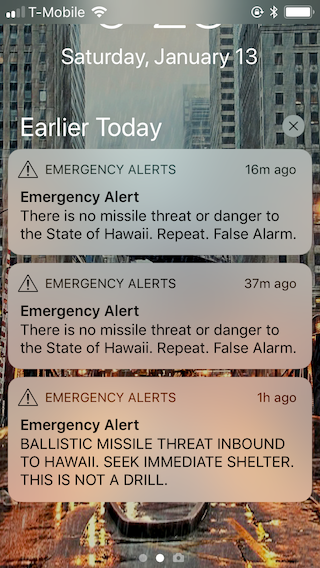 T-Mobile
Saturday, January 13
Earlier Today
EMERGENCY ALERTS 16m ago
Emergency Alert
There is no missile threat or danger to
the State of Hawaii. Repeat. False Alarm.
EMERGENCY ALERTS 37m ago
Emergency Alert
There is no missile threat or danger to
the State of Hawaii. Repeat. False Alarm.
EMERGENCY ALERTS 1h ago
Emergency Alert
BALLISTIC MISSILE THREAT INBOUND
TO HAWAII. SEEK IMMEDIATE SHELTER.
THIS IS NOT A DRILL.